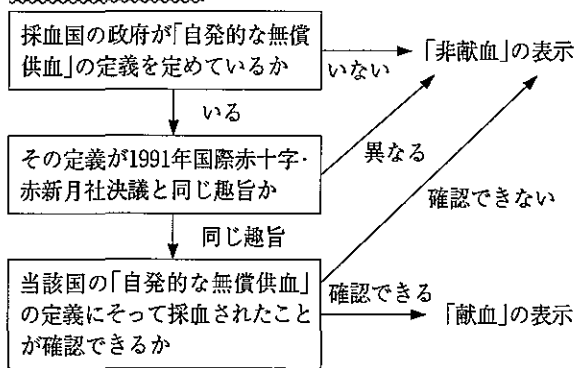 採血国の政府が「自発的な無償
供血」の定義を定めているか
いない
「非献血」の表示
いる
その定義が1991年国際赤十字・
赤新月社決議と同じ趣旨か
異なる
確認できない
同じ趣旨
当該国の「自発的な無償供血」
の定義にそって採血されたこと
が確認できるか
確認できる
「献血」の表示